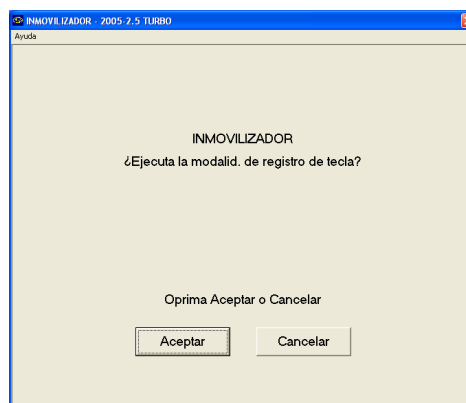 INMOVILIZADOR - 2005-2.5 TURBO
Ayuda
INMOVILIZADOR
¿Ejecuta la modalid. de registro de tecla?
Oprima Aceptar o Cancelar
Aceptar
Cancelar